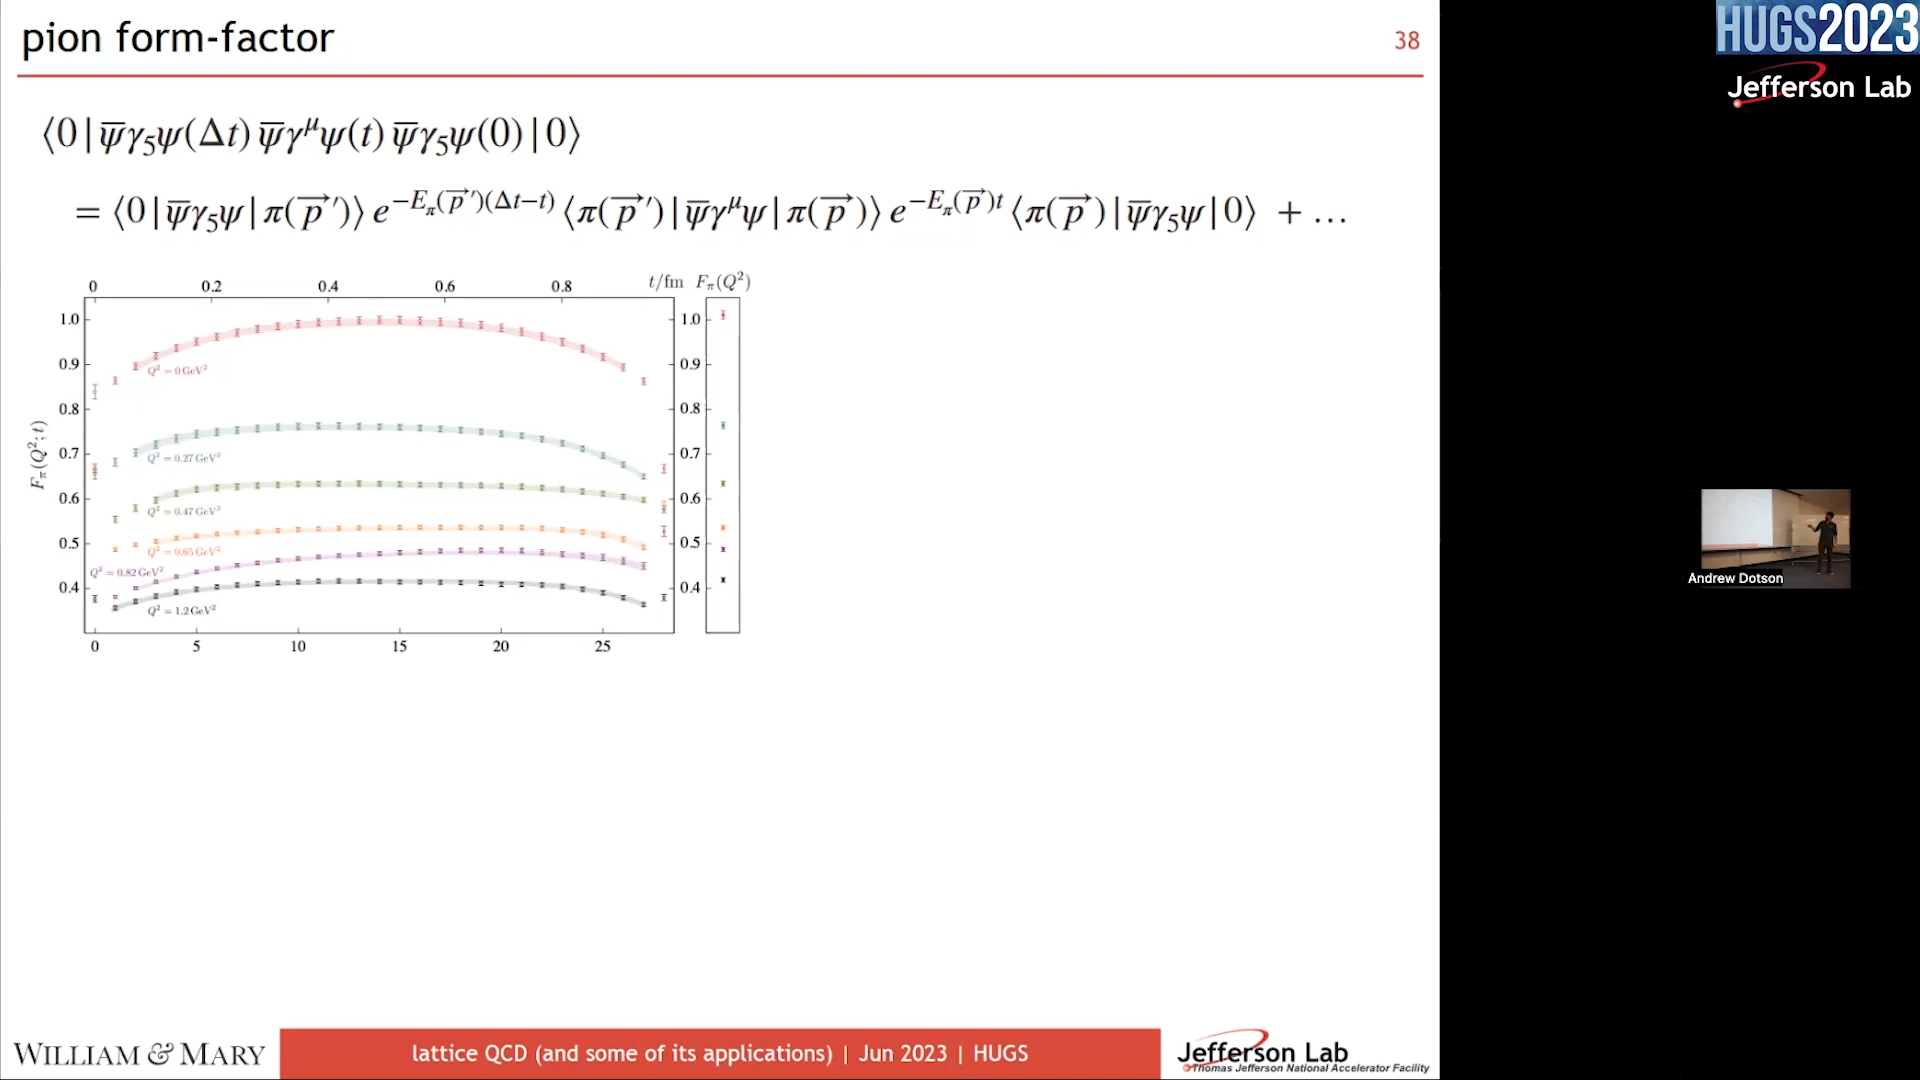 pion form-factor
38
⟨0|ψ̅γ₅ψ(Δt) ψ̅γ^μψ(t) ψ̅γ₅ψ(0)|0⟩
= ⟨0|ψ̅γ₅ψ|π(p⃗′)⟩ e^{−E_π(p⃗′)(Δt−t)} ⟨π(p⃗′)|ψ̅γ^μψ|π(p⃗)⟩ e^{−E_π(p⃗)t} ⟨π(p⃗)|ψ̅γ₅ψ|0⟩ + …
0 0.2 0.4 0.6 0.8 t/fm F_π(Q²)
1.0 1.0
0.9 0.9
Q² = 0 GeV²
0.8 0.8
0.7 0.7
Q² = 0.27 GeV²
F_π(Q²; t)
0.6 0.6
Q² = 0.47 GeV²
0.5 0.5
Q² = 0.65 GeV²
Q² = 0.82 GeV²
0.4 0.4
Q² = 1.2 GeV²
0 5 10 15 20 25
WILLIAM & MARY
lattice QCD (and some of its applications) | Jun 2023 | HUGS
Jefferson Lab
Thomas Jefferson National Accelerator Facility
HUGS2023
Jefferson Lab
Andrew Dotson